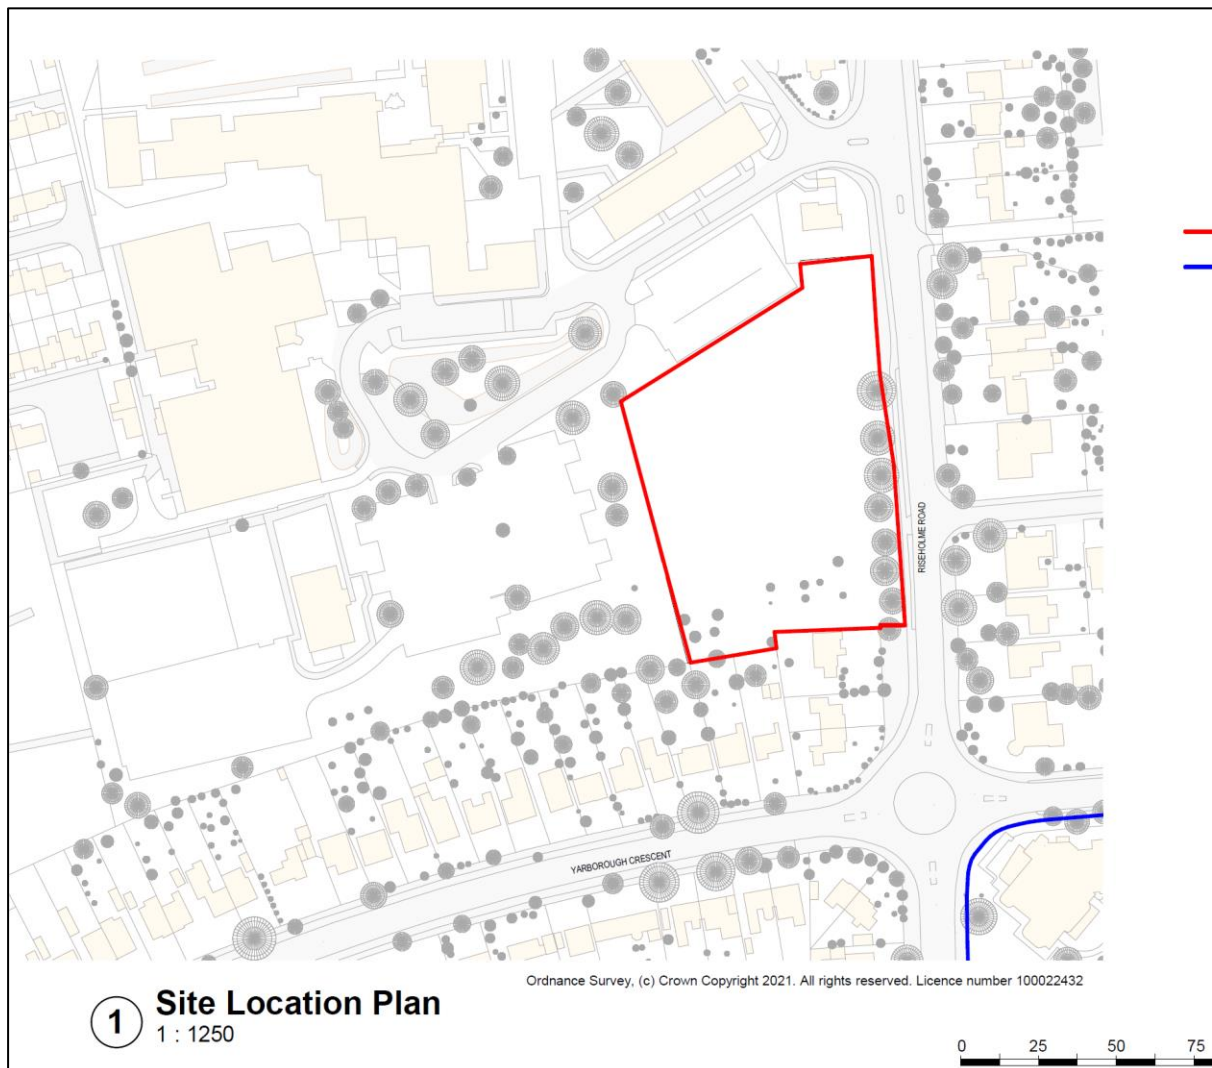 RISEHOLME ROAD
YARBOROUGH CRESCENT
Ordnance Survey, (c) Crown Copyright 2021. All rights reserved. Licence number 100022432
1 Site Location Plan
1 : 1250
0 25 50 75